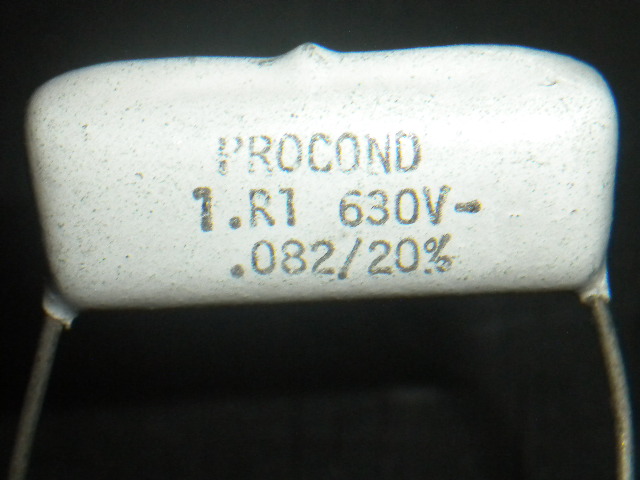 PROCOND
1.R1 630V-
.082/20%